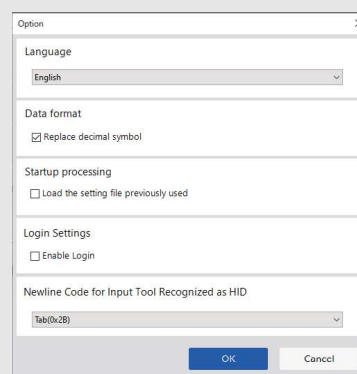 Option
Language
English
Data format
Replace decimal symbol
Startup processing
Load the setting file previously used
Login Settings
Enable Login
Newline Code for Input Tool Recognized as HID
Tab(0x2B)
OK
Cancel